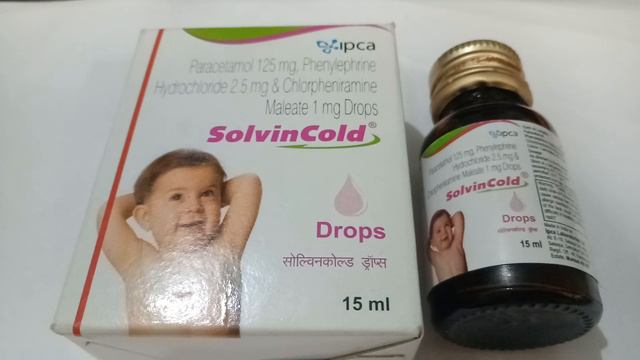 ipca
Paracetamol 125 mg, Phenylephrine
Hydrochloride 2.5 mg & Chlorpheniramine
Maleate 1 mg Drops
SolvinCold®
Drops
सोल्विनकोल्ड ड्रॉप्स
15 ml
ipca
Paracetamol 125 mg, Phenylephrine
Hydrochloride 2.5 mg &
Chlorpheniramine Maleate 1 mg Drops
SolvinCold®
Drops
सोल्विनकोल्ड ड्रॉप्स
15 ml